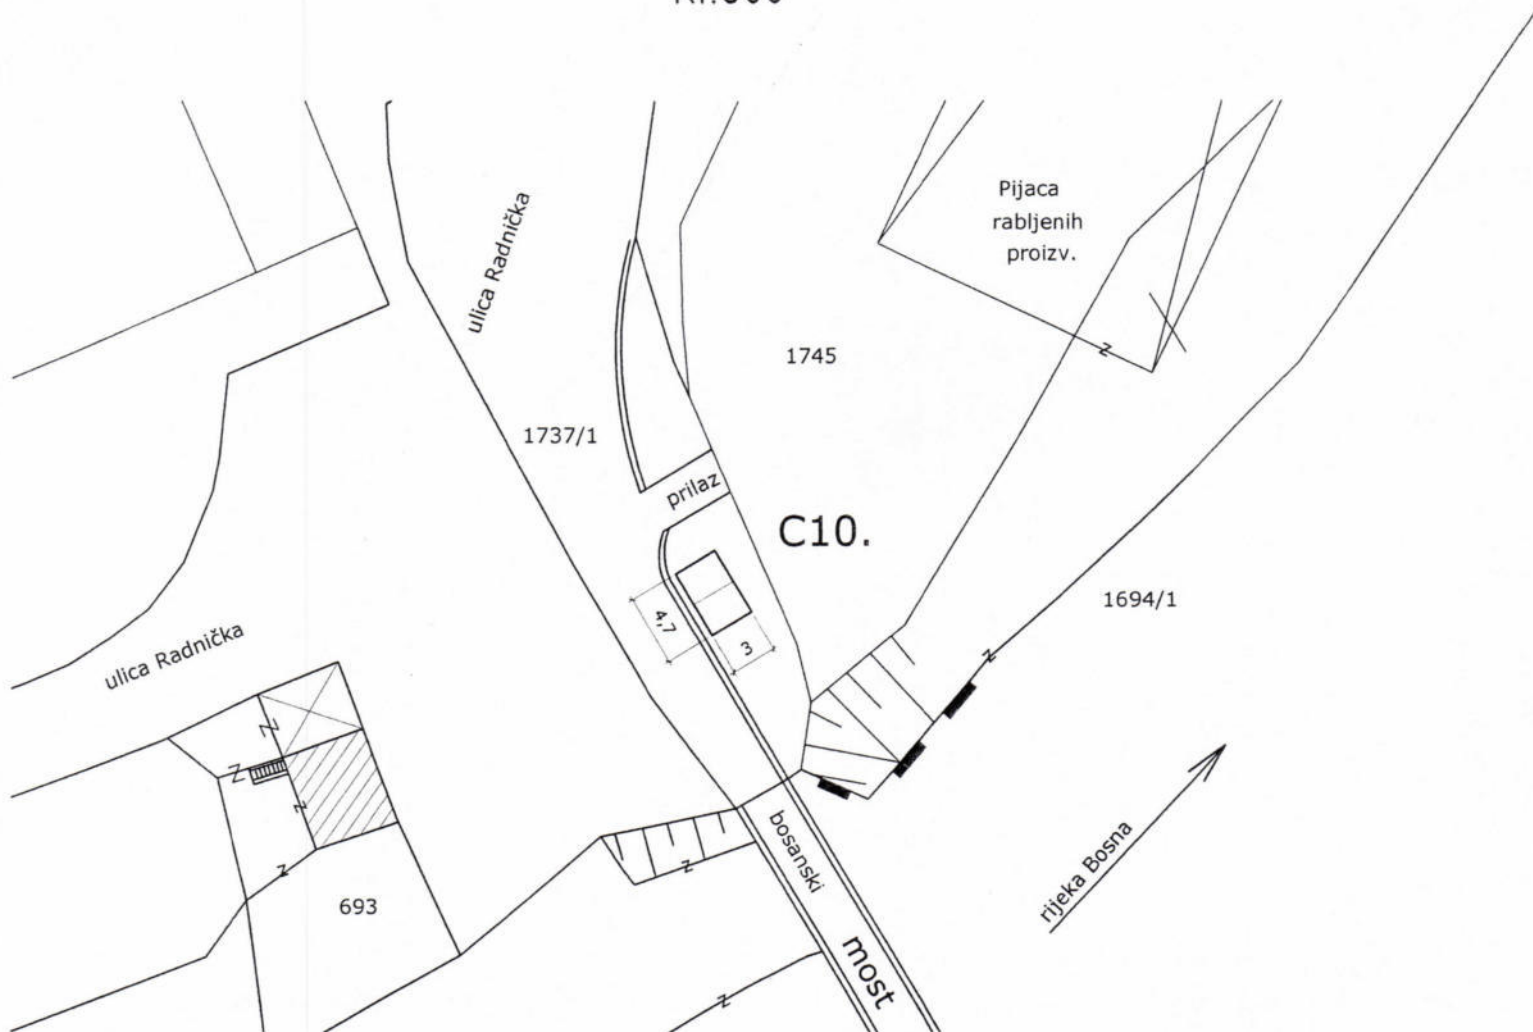 ulica Radnička
Pijaca
rabljenih
proizv.
1745
1737/1
prilaz
C10.
4,7
3
1694/1
ulica Radnička
z
z
z
z
z
z
z
z
693
bosanski
most
rijeka Bosna